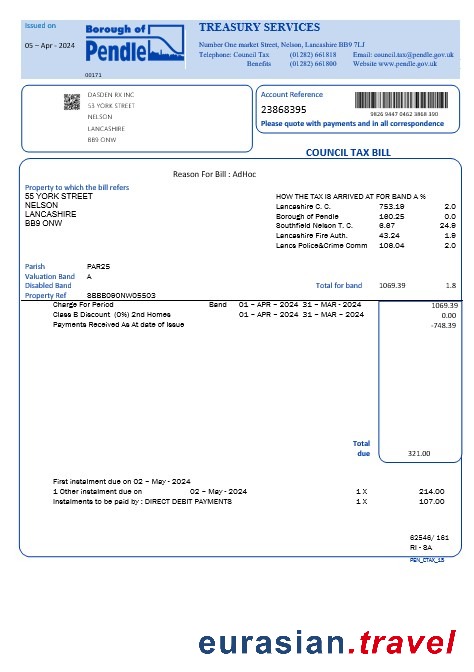 Issued on
05 – Apr - 2024
Borough of
Pendle
TREASURY SERVICES
Number One market Street, Nelson, Lancashire BB9 7LJ
Telephone: Council Tax (01282) 661818 Email: council.tax@pendle.gov.uk
Benefits (01282) 661800 Website www.pendle.gov.uk
00171
DASDEN RX INC
53 YORK STREET
NELSON
LANCASHIRE
BB9 ONW
Account Reference
23868395
9826 9447 0462 3868 390
Please quote with payments and in all correspondence
COUNCIL TAX BILL
Reason For Bill : AdHoc
Property to which the bill refers
55 YORK STREET
NELSON
LANCASHIRE
BB9 ONW
HOW THE TAX IS ARRIVED AT FOR BAND A %
Lancashire C. C. 753.19 2.0
Borough of Pendle 160.25 0.0
Southfield Nelson T. C. 6.67 24.9
Lancashire Fire Auth. 43.24 1.9
Lancs Police&Crime Comm 106.04 2.0
Parish PAR25
Valuation Band A
Disabled Band
Total for band 1069.39 1.8
Property Ref SBBB090NW05503
Charge For Period Band 01 – APR – 2024 31 – MAR - 2024 1069.39
Class B Discount (0%) 2nd Homes 01 – APR – 2024 31 – MAR – 2024 0.00
Payments Received As At date of Issue -748.39
Total
due 321.00
First instalment due on 02 – May - 2024
1 Other instalment due on 02 – May - 2024 1 X 214.00
Instalments to be paid by : DIRECT DEBIT PAYMENTS 1 X 107.00
62546/ 161
RI - SA
PEN_CTAX_1B
eurasian.travel